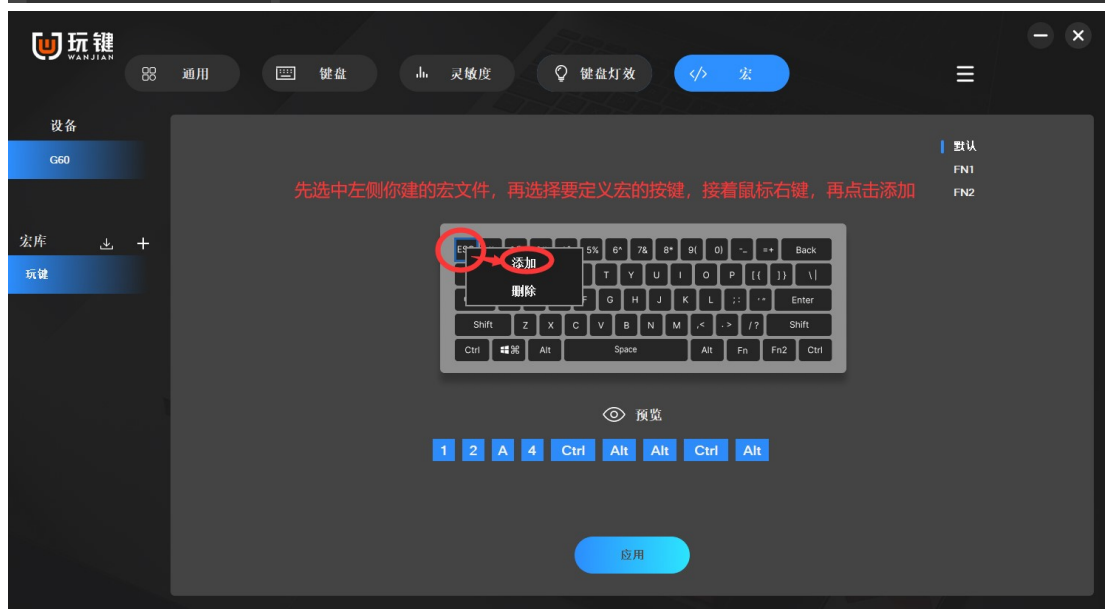 玩键
WANJIAN
通用 键盘 灵敏度 键盘灯效 宏
设备
G60
宏库
玩键
默认
FN1
FN2
先选中左侧你建的宏文件，再选择要定义宏的按键，接着鼠标右键，再点击添加
5% 6^ 7& 8* 9( 0) -_ =+ Back
添加
删除
T Y U I O P [{ ]} \|
F G H J K L ;: '" Enter
Shift Z X C V B N M ,< .> /? Shift
Ctrl ⌘ Alt Space Alt Fn Fn2 Ctrl
预览
1 2 A 4 Ctrl Alt Alt Ctrl Alt
应用